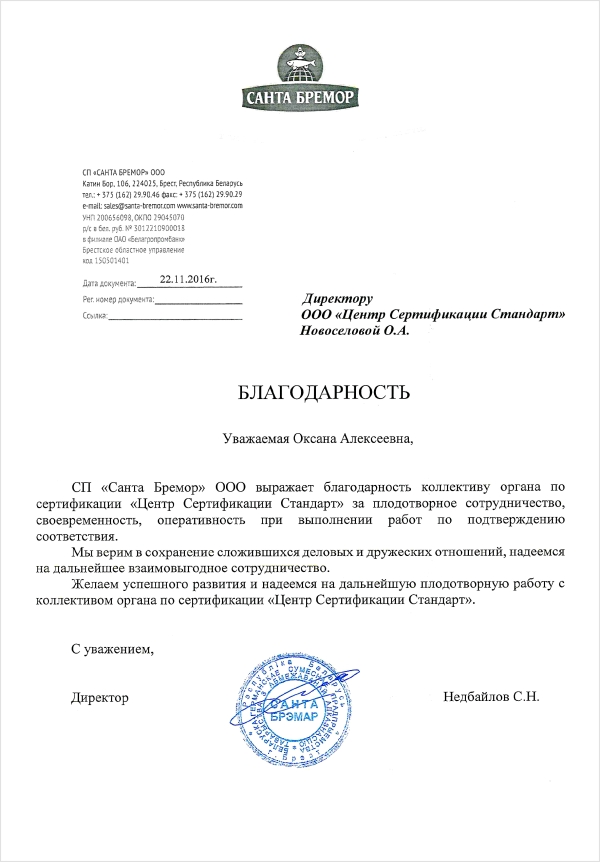 САНТА БРЕМОР
СП «САНТА БРЕМОР» ООО
Катин Бор, 106, 224025, Брест, Республика Беларусь
тел.: + 375 (162) 29.90.46 факс: + 375 (162) 29.90.29
e-mail: sales@santa-bremor.com www.santa-bremor.com
УНП 200656098, ОКПО 29045070
р/с в бел. руб. № 3012210900018
в филиале ОАО «Белагропромбанк»
Брестское областное управление
код 150501401
Дата документа: 22.11.2016г.
Рег. номер документа:
Ссылка:
Директору
ООО «Центр Сертификации Стандарт»
Новоселовой О.А.
БЛАГОДАРНОСТЬ
Уважаемая Оксана Алексеевна,
СП «Санта Бремор» ООО выражает благодарность коллективу органа по
сертификации «Центр Сертификации Стандарт» за плодотворное сотрудничество,
своевременность, оперативность при выполнении работ по подтверждению
соответствия.
Мы верим в сохранение сложившихся деловых и дружеских отношений, надеемся
на дальнейшее взаимовыгодное сотрудничество.
Желаем успешного развития и надеемся на дальнейшую плодотворную работу с
коллективом органа по сертификации «Центр Сертификации Стандарт».
С уважением,
Директор
Недбайлов С.Н.
Рэспубліка Беларусь
САНТА
БРЭМАР
г. Брэст